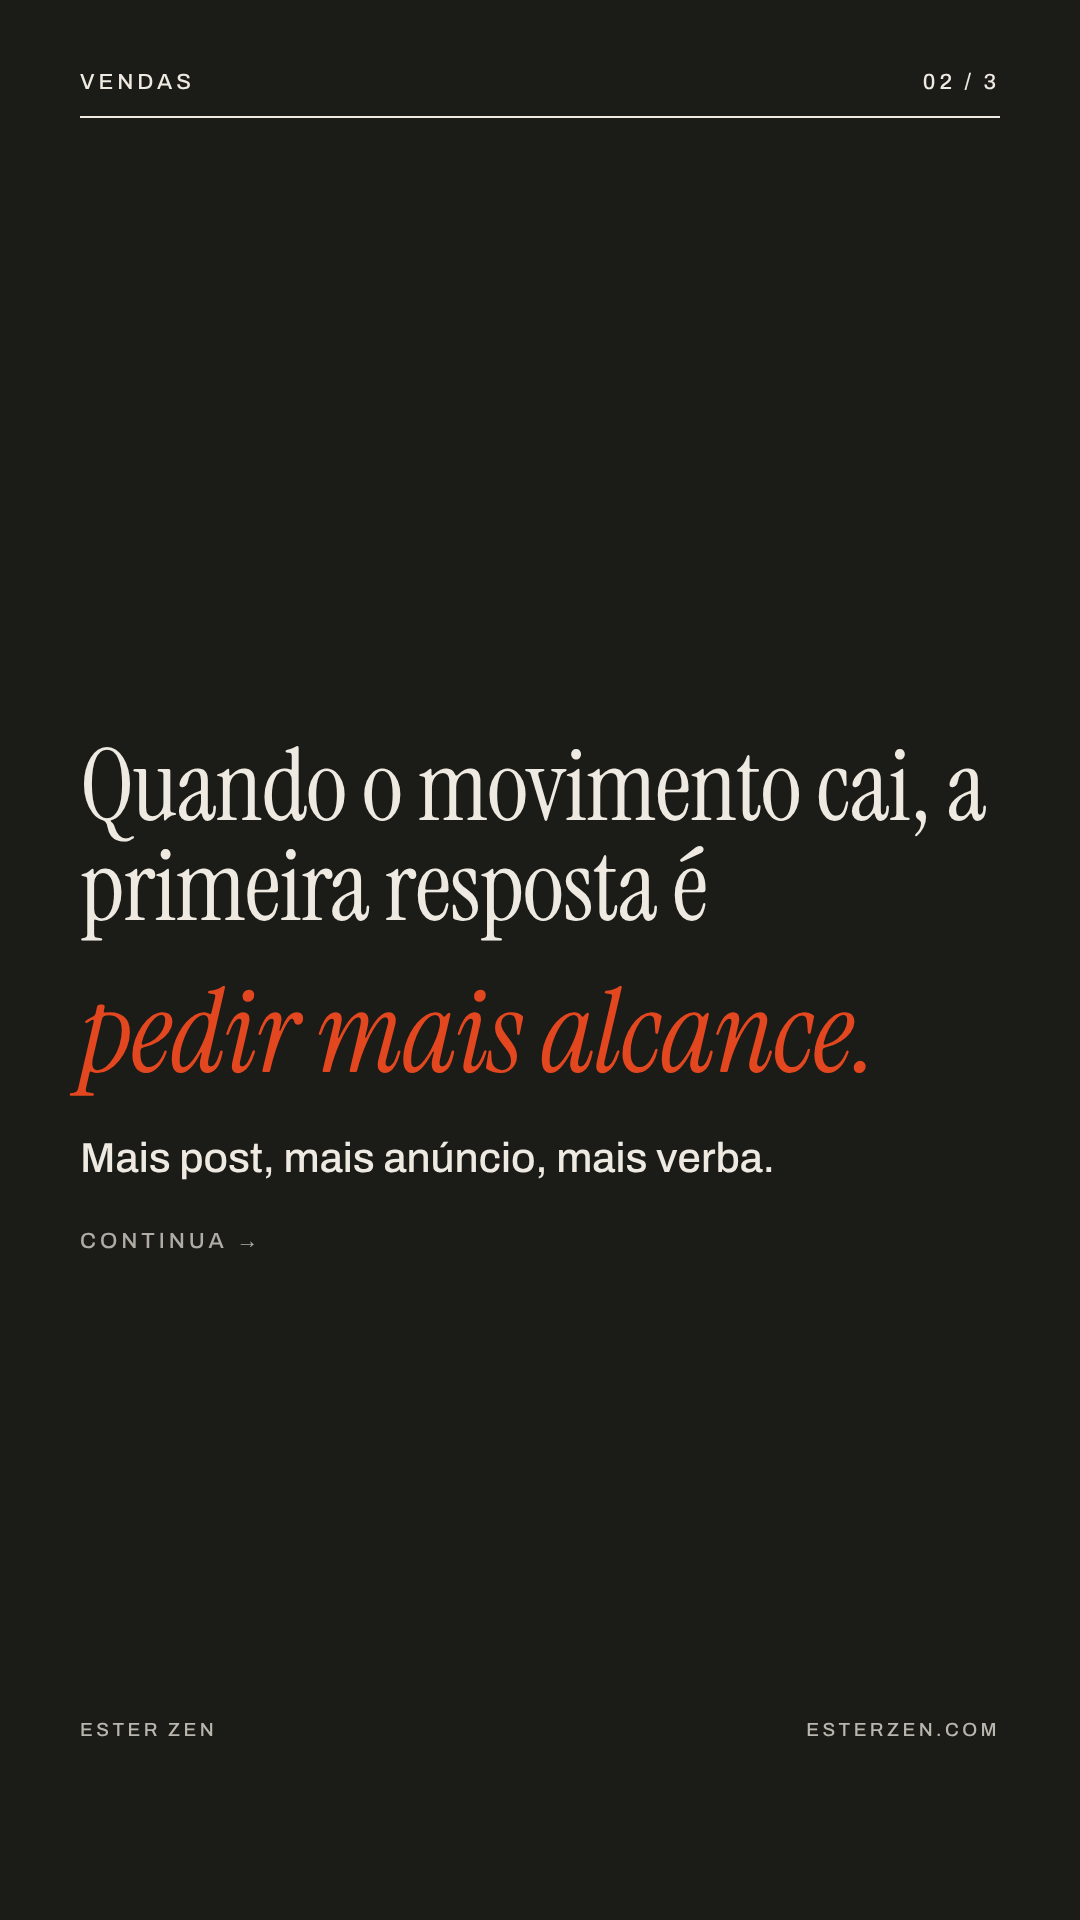 VENDAS
02 / 3
Quando o movimento cai, a
primeira resposta é
pedir mais alcance.
Mais post, mais anúncio, mais verba.
CONTINUA →
ESTER ZEN
ESTERZEN.COM